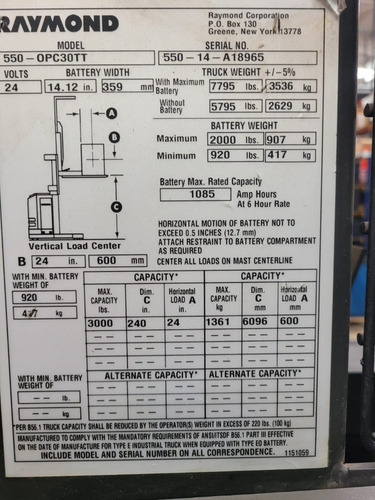 RAYMOND
Raymond Corporation
P.O. Box 130
Greene, New York 13778
MODEL
SERIAL NO.
550-OPC30TT
550-14-A18965
VOLTS
BATTERY WIDTH
TRUCK WEIGHT +/-5%
24
14.12 in. 359 mm
With Maximum Battery 7795 lbs. 3536 kg
Without Battery 5795 lbs. 2629 kg
A
B
C
BATTERY WEIGHT
Maximum 2000 lbs. 907 kg
Minimum 920 lbs. 417 kg
Battery Max. Rated Capacity
1085 Amp Hours
At 6 Hour Rate
HORIZONTAL MOTION OF BATTERY NOT TO
EXCEED 0.5 INCHES (12.7 mm)
ATTACH RESTRAINT TO BATTERY COMPARTMENT
AS REQUIRED
Vertical Load Center
B 24 in. 600 mm
CENTER ALL LOADS ON MAST CENTERLINE
WITH MIN. BATTERY WEIGHT OF
920 lb.
kg
CAPACITY* CAPACITY*
MAX. CAPACITY lbs. Dim. C in. Horizontal LOAD A in. MAX. CAPACITY kg Dim. C mm Horizontal LOAD A mm
3000 240 24 1361 6096 600
-- -- -- -- -- --
-- -- -- -- -- --
-- -- -- -- -- --
WITH MIN. BATTERY WEIGHT OF
-- lb.
-- kg
ALTERNATE CAPACITY* ALTERNATE CAPACITY*
-- -- -- -- -- --
-- -- -- -- -- --
-- -- -- -- -- --
*PER B56.1 TRUCK CAPACITY SHALL BE REDUCED BY THE OPERATOR(S) WEIGHT IN EXCESS OF 220 lbs. (100 kg)
MANUFACTURED TO COMPLY WITH THE MANDATORY REQUIREMENTS OF ANSI/ITSDF B56.1 PART III EFFECTIVE
ON THE DATE OF MANUFACTURE FOR TYPE E INDUSTRIAL TRUCK WHEN EQUIPPED WITH TYPE ED BATTERY.
INCLUDE MODEL AND SERIAL NUMBER ON ALL CORRESPONDENCE. 1151059